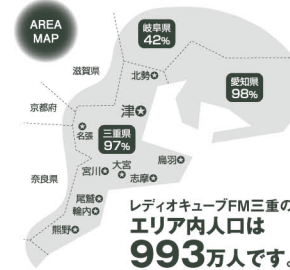 AREA
MAP
岐阜県
42%
滋賀県
北勢
愛知県
98%
京都府
津
名張
三重県
97%
奈良県
宮川
大宮
鳥羽
志摩
尾鷲
輪内
熊野
レディオキューブFM三重の
エリア内人口は
993万人です。